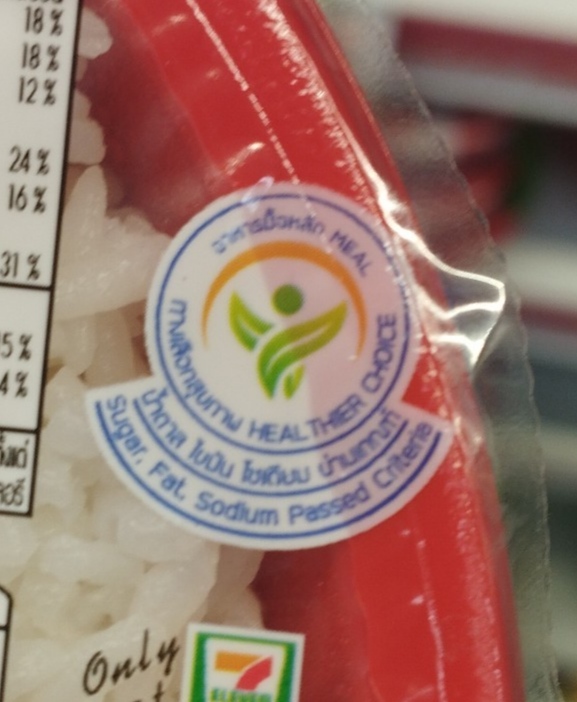 18%
18%
12%
24%
16%
31%
4%
อาหารมื้อหลัก MEAL
ทางเลือกสุขภาพ HEALTHIER CHOICE
น้ำตาล ไขมัน โซเดียม ผ่านเกณฑ์
Sugar, Fat, Sodium Passed Criteria
Only
7
ELEVEn